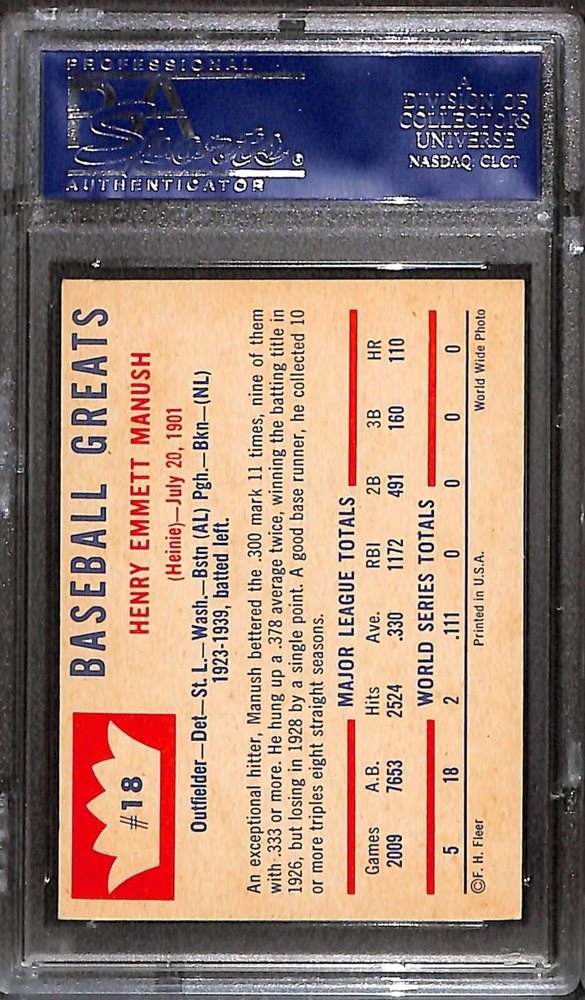 PROFESSIONAL
PSA
Sports
AUTHENTICATOR
A
DIVISION OF
COLLECTORS
UNIVERSE
NASDAQ: CLCT
#18
BASEBALL GREATS
HENRY EMMETT MANUSH
(Heinie)—July 20, 1901
Outfielder—Det—St. L.—Wash.—Bstn (AL) Pgh.—Bkn—(NL)
1923-1939, batted left.
An exceptional hitter, Manush bettered the .300 mark 11 times, nine of them
with .333 or more. He hung up a .378 average twice, winning the batting title in
1926, but losing in 1928 by a single point. A good base runner, he collected 10
or more triples eight straight seasons.
MAJOR LEAGUE TOTALS
Games A.B. Hits Ave. RBI 2B 3B HR
2009 7653 2524 .330 1172 491 160 110
WORLD SERIES TOTALS
5 18 2 .111 0 0 0 0
©F. H. Fleer Printed in U.S.A. World Wide Photo